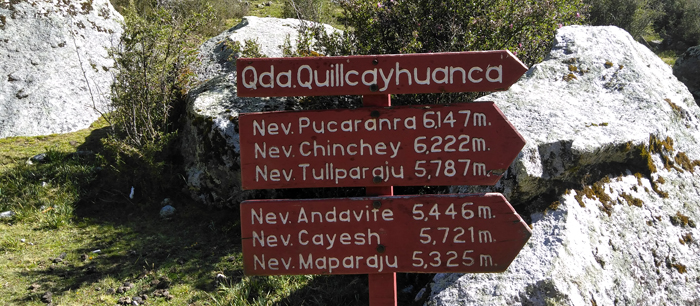 Qda. Quillcayhuanca
Nev. Pucaranra 6,147 m.
Nev. Chinchey 6,222 m.
Nev. Tullparaju 5,787 m.
Nev. Andavite 5,446 m.
Nev. Cayesh 5,721 m.
Nev. Maparaju 5,325 m.